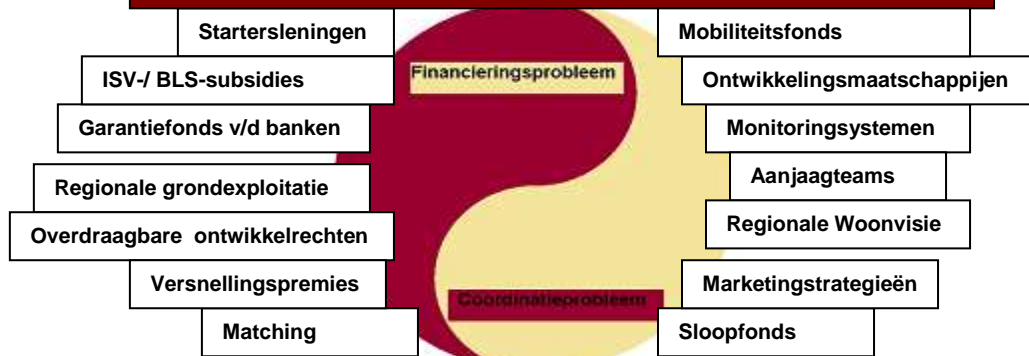 Startersleningen
Mobiliteitsfonds
Financieringsprobleem
ISV-/ BLS-subsidies
Ontwikkelingsmaatschappijen
Garantiefonds v/d banken
Monitoringsystemen
Regionale grondexploitatie
Aanjaagteams
Overdraagbare ontwikkelrechten
Regionale Woonvisie
Versnellingspremies
Marketingstrategieën
Coordinatieprobleem
Matching
Sloopfonds